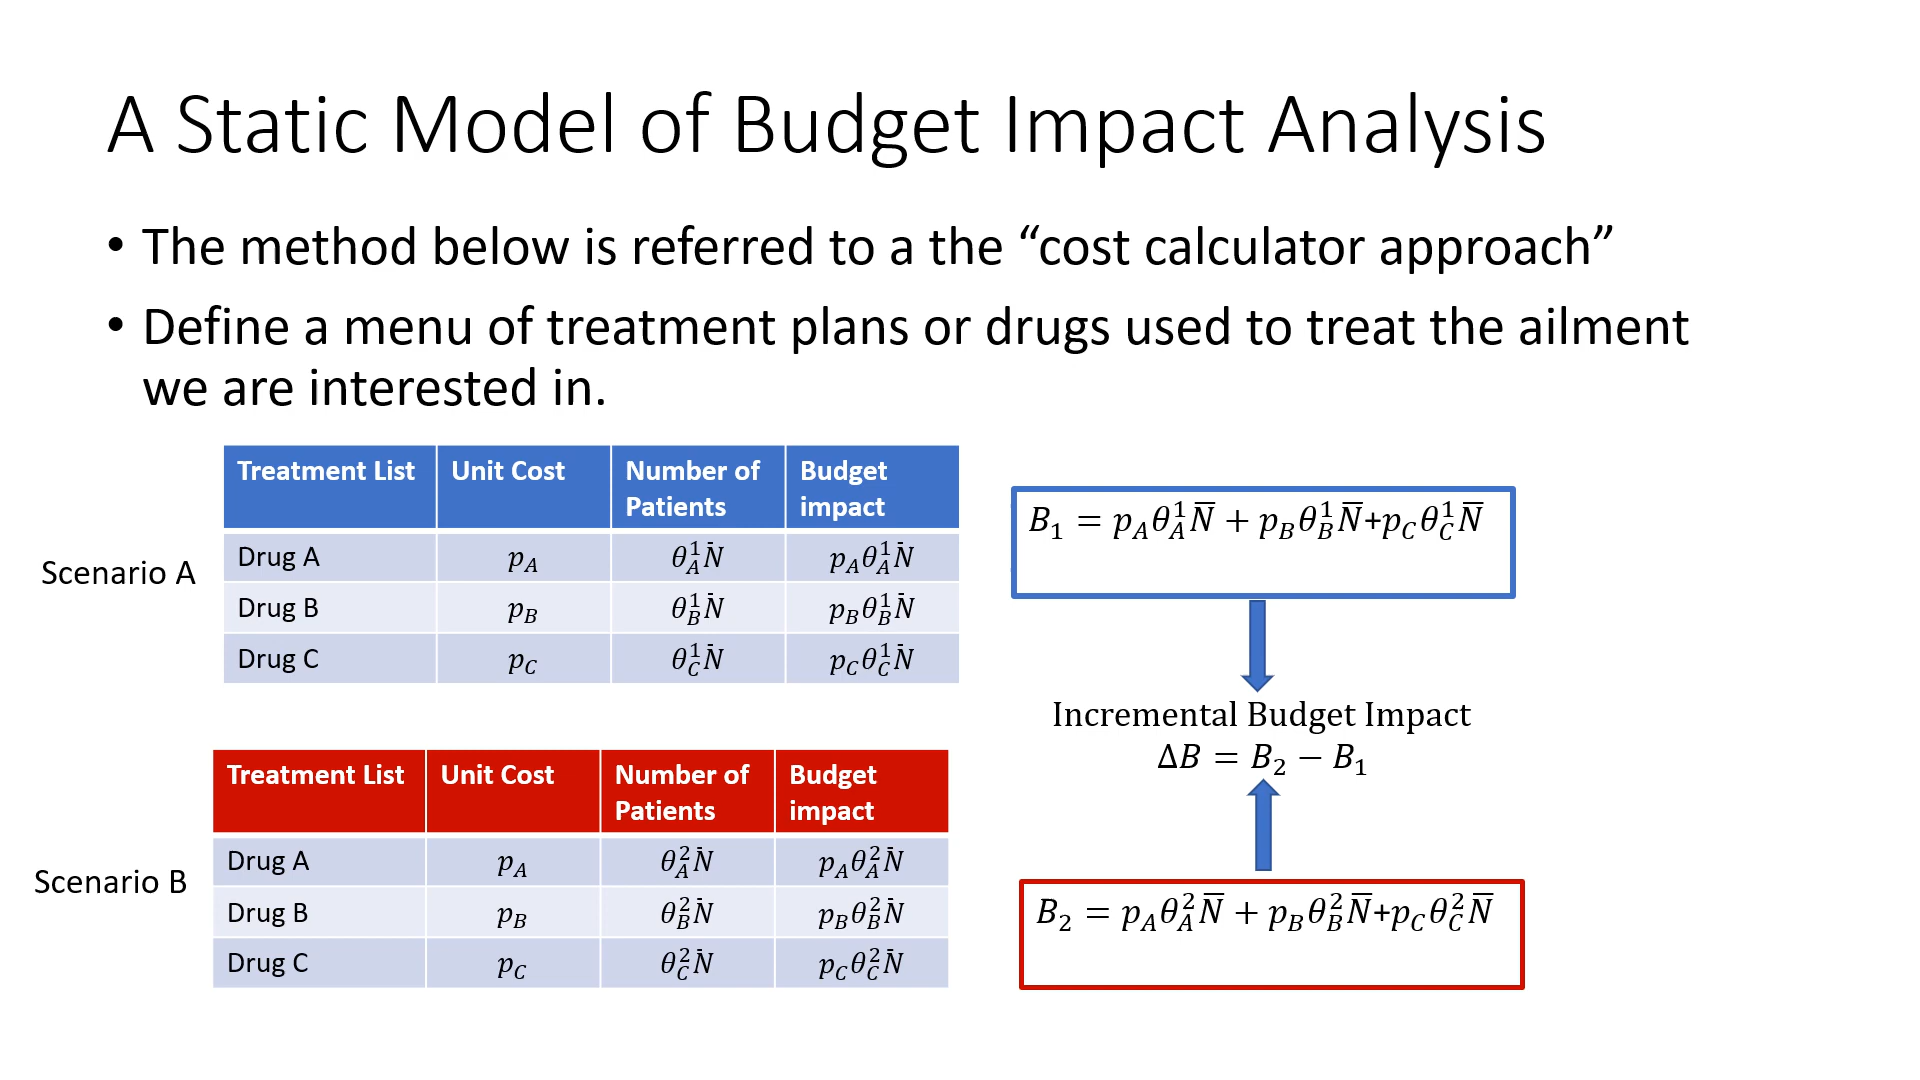 A Static Model of Budget Impact Analysis
• The method below is referred to a the “cost calculator approach”
• Define a menu of treatment plans or drugs used to treat the ailment
we are interested in.
Scenario A
Treatment List Unit Cost Number of Patients Budget impact
Drug A $p_A$ $\theta_A^1 \bar{N}$ $p_A \theta_A^1 \bar{N}$
Drug B $p_B$ $\theta_B^1 \bar{N}$ $p_B \theta_B^1 \bar{N}$
Drug C $p_C$ $\theta_C^1 \bar{N}$ $p_C \theta_C^1 \bar{N}$
$B_1 = p_A \theta_A^1 \overline{N} + p_B \theta_B^1 \overline{N} + p_C \theta_C^1 \overline{N}$
Incremental Budget Impact
$\Delta B = B_2 - B_1$
Scenario B
Treatment List Unit Cost Number of Patients Budget impact
Drug A $p_A$ $\theta_A^2 \bar{N}$ $p_A \theta_A^2 \bar{N}$
Drug B $p_B$ $\theta_B^2 \bar{N}$ $p_B \theta_B^2 \bar{N}$
Drug C $p_C$ $\theta_C^2 \bar{N}$ $p_C \theta_C^2 \bar{N}$
$B_2 = p_A \theta_A^2 \overline{N} + p_B \theta_B^2 \overline{N} + p_C \theta_C^2 \overline{N}$